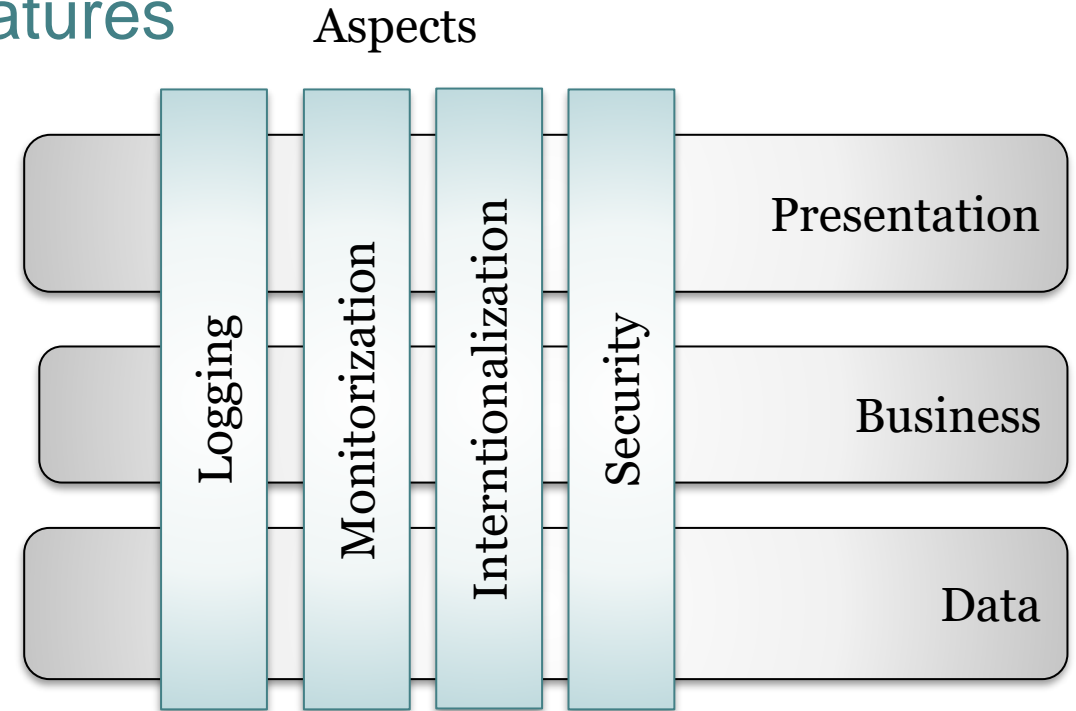 atures
Aspects
Presentation
Business
Data
Logging
Monitorization
Interntionalization
Security